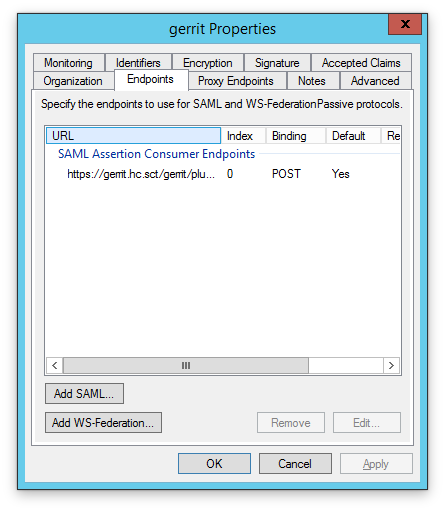 gerrit Properties
x
Monitoring Identifiers Encryption Signature Accepted Claims
Organization Endpoints Proxy Endpoints Notes Advanced
Specify the endpoints to use for SAML and WS-FederationPassive protocols.
URL Index Binding Default Re
SAML Assertion Consumer Endpoints
https://gerrit.hc.sct/gerrit/plu... 0 POST Yes
Add SAML...
Add WS-Federation... Remove Edit...
OK Cancel Apply